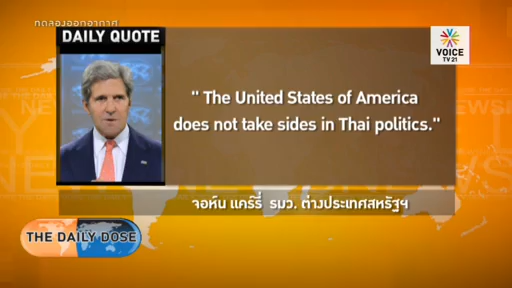 ทดลองออกอากาศ
DAILY QUOTE
VOICE
TV 21
" The United States of America
does not take sides in Thai politics."
จอห์น แคร์รี่ รมว. ต่างประเทศสหรัฐฯ
THE DAILY DOSE